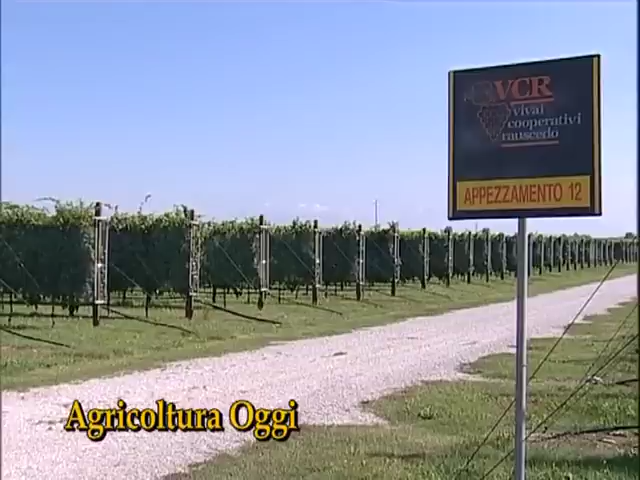 VCR
vivai
cooperativi
rauscedo
APPEZZAMENTO 12
Agricoltura Oggi